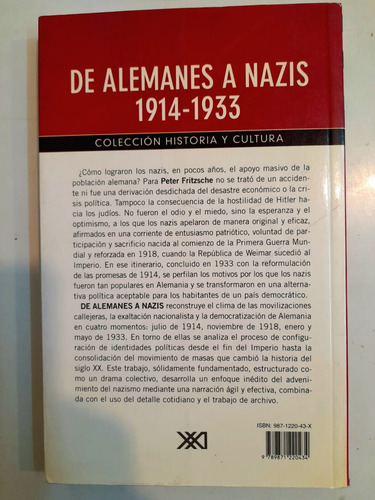 DE ALEMANES A NAZIS
1914-1933
COLECCIÓN HISTORIA Y CULTURA
¿Cómo lograron los nazis, en pocos años, el apoyo masivo de la
población alemana? Para Peter Fritzsche no se trató de un acciden-
te ni fue una derivación desdichada del desastre económico o la cri-
sis política. Tampoco la consecuencia de la hostilidad de Hitler hacia
los judíos. No fueron el odio y el miedo, sino la esperanza y el
optimismo, a los que los nazis apelaron de manera original y eficaz,
afirmados en una corriente de entusiasmo patriótico, voluntad de par-
ticipación y sacrificio nacida al comienzo de la Primera Guerra Mun-
dial y reforzada en 1918, cuando la República de Weimar sucedió al
Imperio. En ese itinerario, concluido en 1933 con la reformulación de
las promesas de 1914, se perfilan los motivos por los que los nazis
fueron tan populares en Alemania y se transformaron en una alter-
nativa política aceptable para los habitantes de un país democrático.
DE ALEMANES A NAZIS reconstruye el clima de las movilizaciones
callejeras, la exaltación nacionalista y la democratización de Alemania
en cuatro momentos: julio de 1914, noviembre de 1918, enero y
mayo de 1933. En torno de ellas se analiza el proceso de configu-
ración de identidades políticas desde el fin del Imperio hasta la
consolidación del movimiento de masas que cambió la historia del
siglo XX. Este trabajo, sólidamente fundamentado, estructurado como
un drama colectivo, desarrolla un enfoque inédito del adveni-
miento del nazismo mediante una narración ágil y efectiva, combina-
da con el uso del detalle cotidiano y el trabajo de archivo.
ISBN: 987-1220-43-X
9 789871 220434